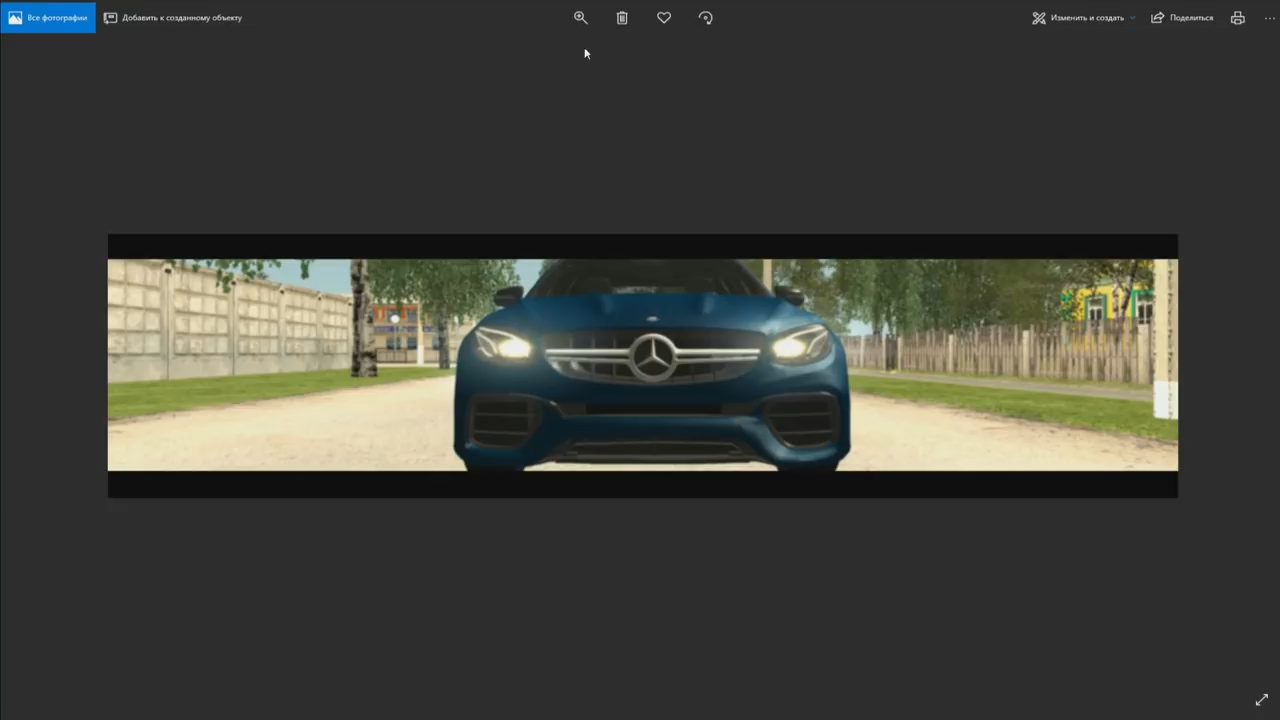 Все фотографии
Добавить к созданному объекту
Изменить и создать
Поделиться